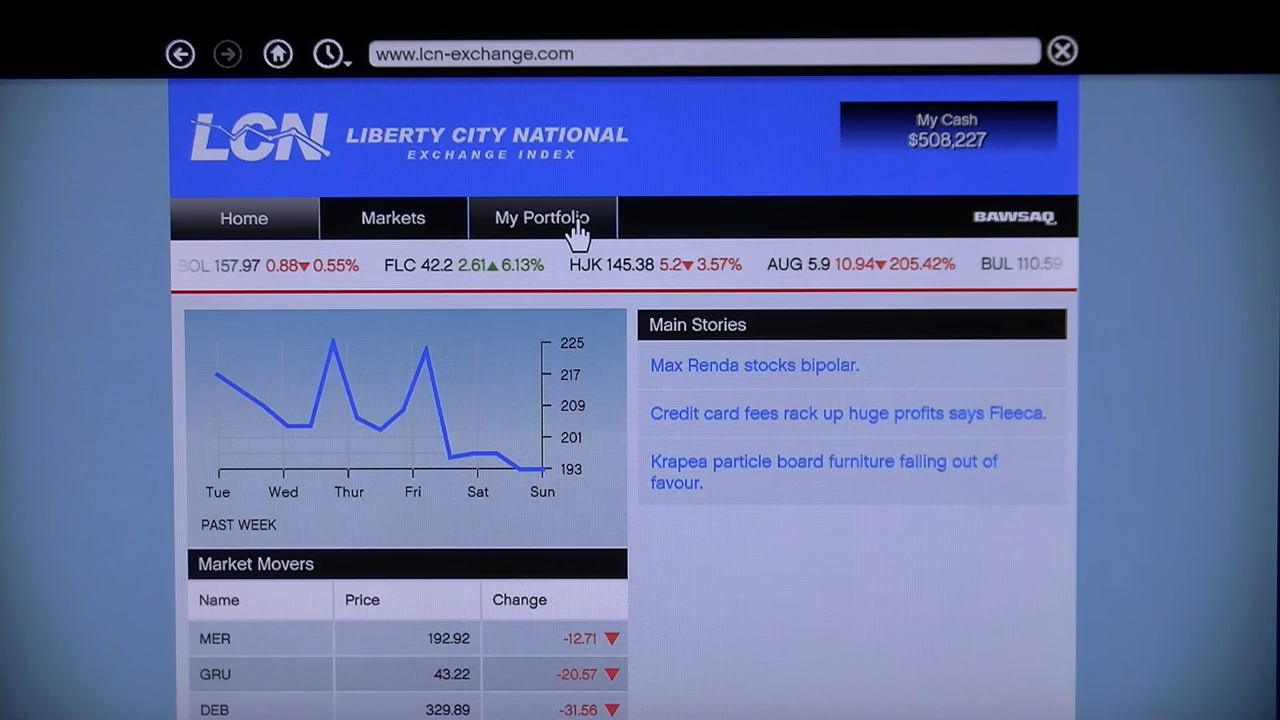 www.lcn-exchange.com
LCN LIBERTY CITY NATIONAL
EXCHANGE INDEX
My Cash
$508,227
Home Markets My Portfolio BAWSAQ
BOL 157.97 0.88▼0.55% FLC 42.2 2.61▲6.13% HJK 145.38 5.2▼3.57% AUG 5.9 10.94▼205.42% BUL 110.59
225
217
209
201
193
Tue Wed Thur Fri Sat Sun
PAST WEEK
Main Stories
Max Renda stocks bipolar.
Credit card fees rack up huge profits says Fleeca.
Krapea particle board furniture falling out of
favour.
Market Movers
Name Price Change
MER 192.92 -12.71 ▼
GRU 43.22 -20.57 ▼
DEB 329.89 -31.56 ▼